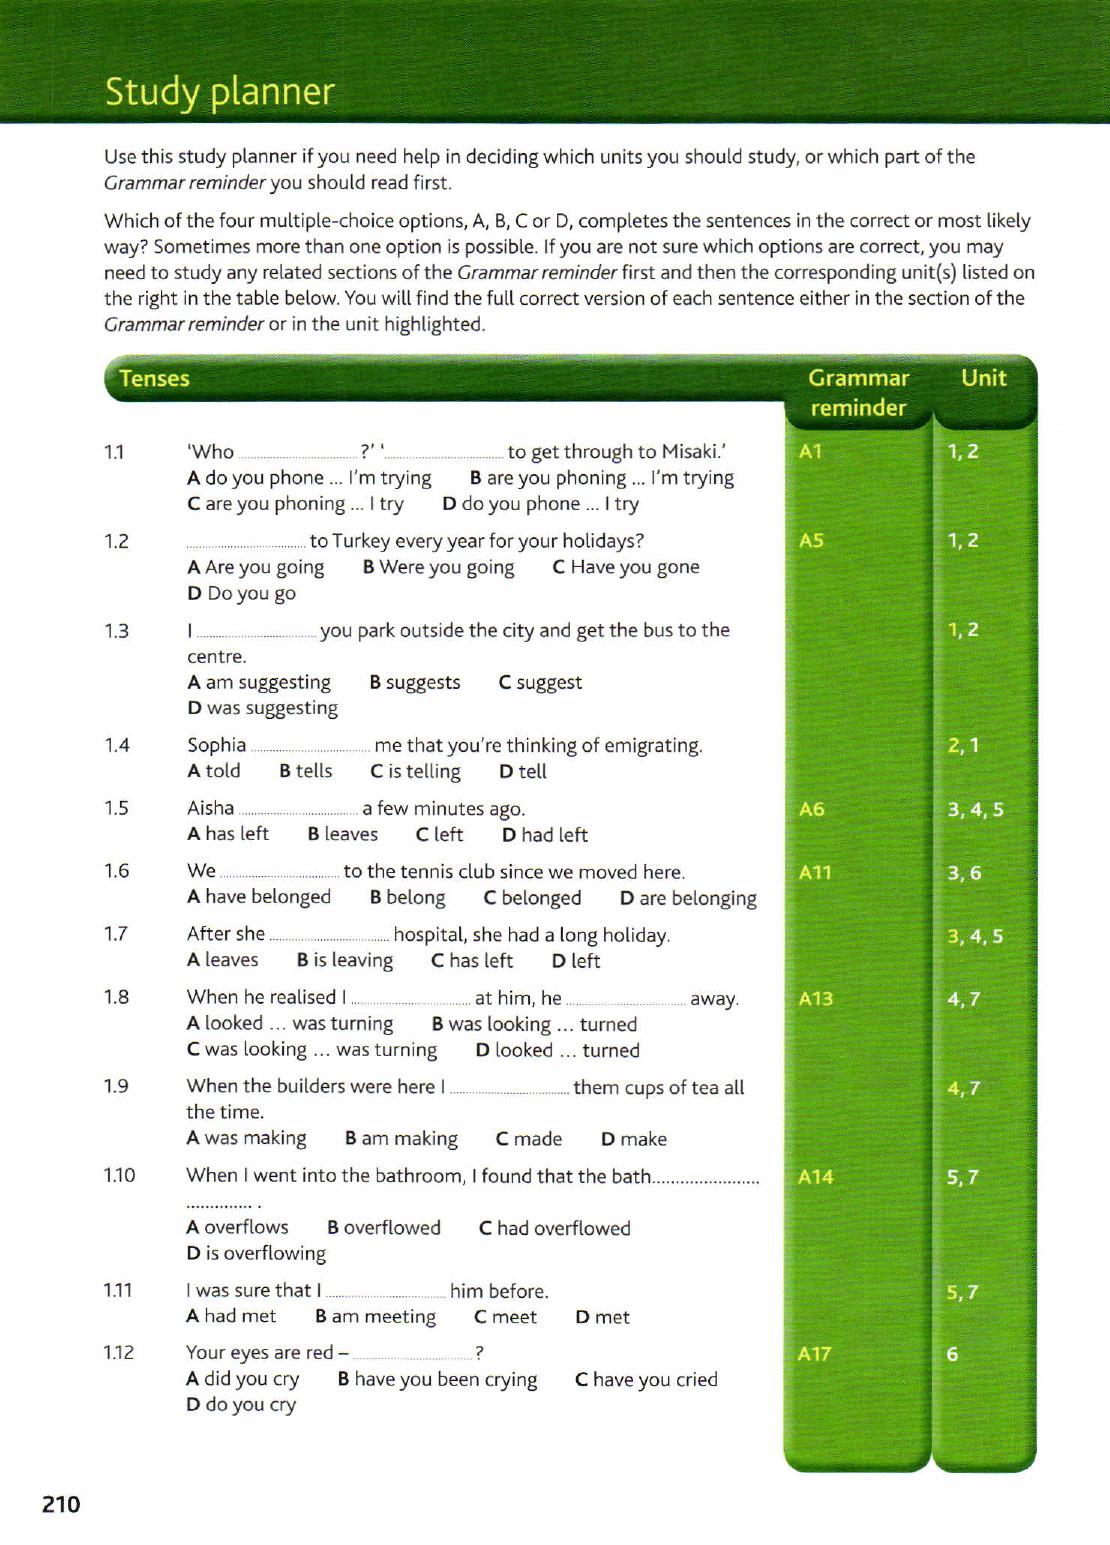 Study planner
Use this study planner if you need help in deciding which units you should study, or which part of the
Grammar reminder you should read first.
Which of the four multiple-choice options, A, B, C or D, completes the sentences in the correct or most likely
way? Sometimes more than one option is possible. If you are not sure which options are correct, you may
need to study any related sections of the Grammar reminder first and then the corresponding unit(s) listed on
the right in the table below. You will find the full correct version of each sentence either in the section of the
Grammar reminder or in the unit highlighted.
Tenses Grammar Unit
reminder
1.1 'Who .............................. ?' '.............................. to get through to Misaki.' A1 1, 2
A do you phone ... I'm trying B are you phoning ... I'm trying
C are you phoning ... I try D do you phone ... I try
1.2 .............................. to Turkey every year for your holidays? A5 1, 2
A Are you going B Were you going C Have you gone
D Do you go
1.3 I .............................. you park outside the city and get the bus to the 1, 2
centre.
A am suggesting B suggests C suggest
D was suggesting
1.4 Sophia .............................. me that you're thinking of emigrating. 2, 1
A told B tells C is telling D tell
1.5 Aisha .............................. a few minutes ago. A6 3, 4, 5
A has left B leaves C left D had left
1.6 We .............................. to the tennis club since we moved here. A11 3, 6
A have belonged B belong C belonged D are belonging
1.7 After she .............................. hospital, she had a long holiday. 3, 4, 5
A leaves B is leaving C has left D left
1.8 When he realised I .............................. at him, he .............................. away. A13 4, 7
A looked ... was turning B was looking ... turned
C was looking ... was turning D looked ... turned
1.9 When the builders were here I .............................. them cups of tea all 4, 7
the time.
A was making B am making C made D make
1.10 When I went into the bathroom, I found that the bath....................... A14 5, 7
.............. .
A overflows B overflowed C had overflowed
D is overflowing
1.11 I was sure that I .............................. him before. 5, 7
A had met B am meeting C meet D met
1.12 Your eyes are red – .............................. ? A17 6
A did you cry B have you been crying C have you cried
D do you cry
210